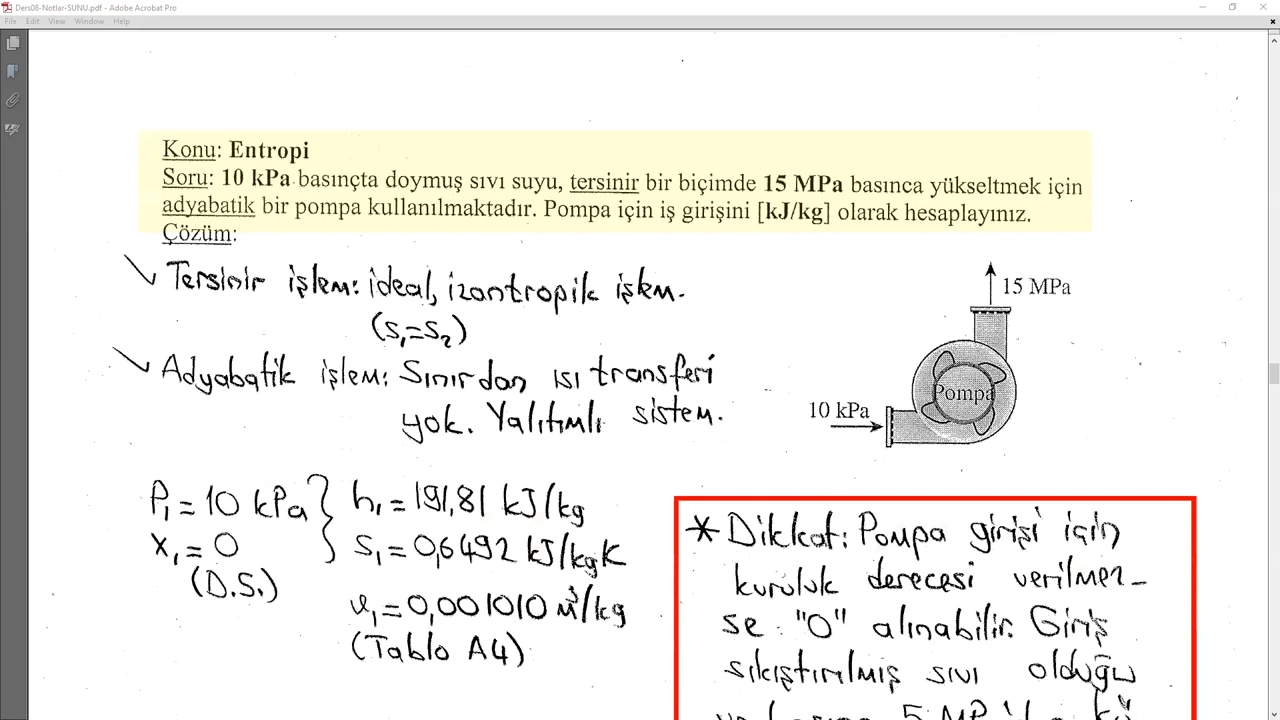 Ders08-Notlar-SUNU.pdf - Adobe Acrobat Pro
File Edit View Window Help
Konu: Entropi
Soru: 10 kPa basınçta doymuş sıvı suyu, tersinir bir biçimde 15 MPa basınca yükseltmek için
adyabatik bir pompa kullanılmaktadır. Pompa için iş girişini [kJ/kg] olarak hesaplayınız.
Çözüm:
Tersinir işlem: ideal, izantropik işlem.
(s₁=s₂)
Adyabatik işlem: Sınırdan ısı transferi
yok. Yalıtımlı sistem.
15 MPa
10 kPa
Pompa
P₁ = 10 kPa } h₁ = 191,81 kJ/kg
x₁ = 0 s₁ = 0,6492 kJ/kgK
(D.S.) v₁ = 0,001010 m³/kg
(Tablo A4)
* Dikkat: Pompa girişi için
kuruluk derecesi verilmez-
se "0" alınabilir. Giriş
sıkıştırılmış sıvı olduğu